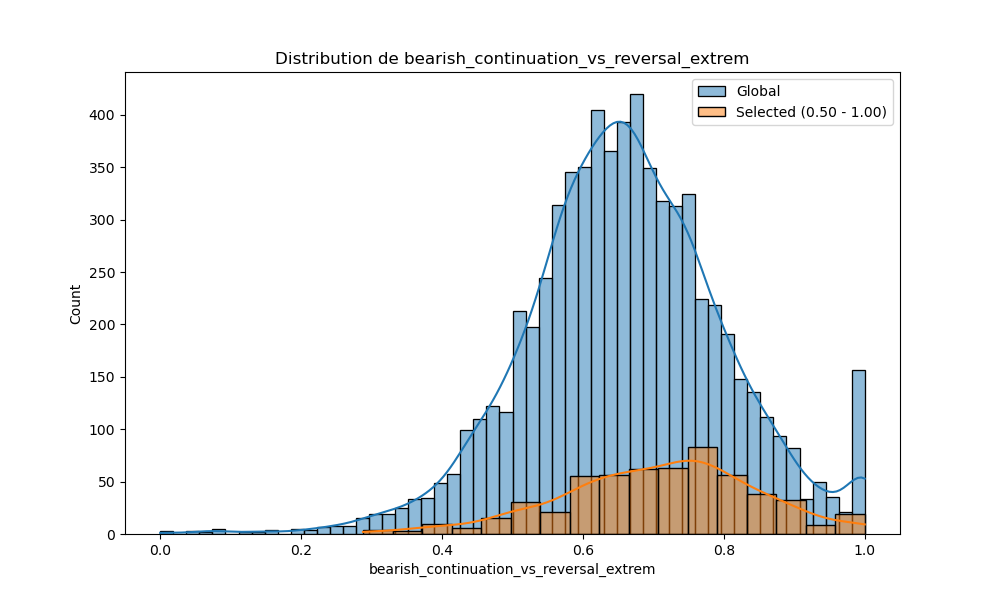 Distribution de bearish_continuation_vs_reversal_extrem
Global
Selected (0.50 - 1.00)
Count
400
350
300
250
200
150
100
50
0
0.0 0.2 0.4 0.6 0.8 1.0
bearish_continuation_vs_reversal_extrem